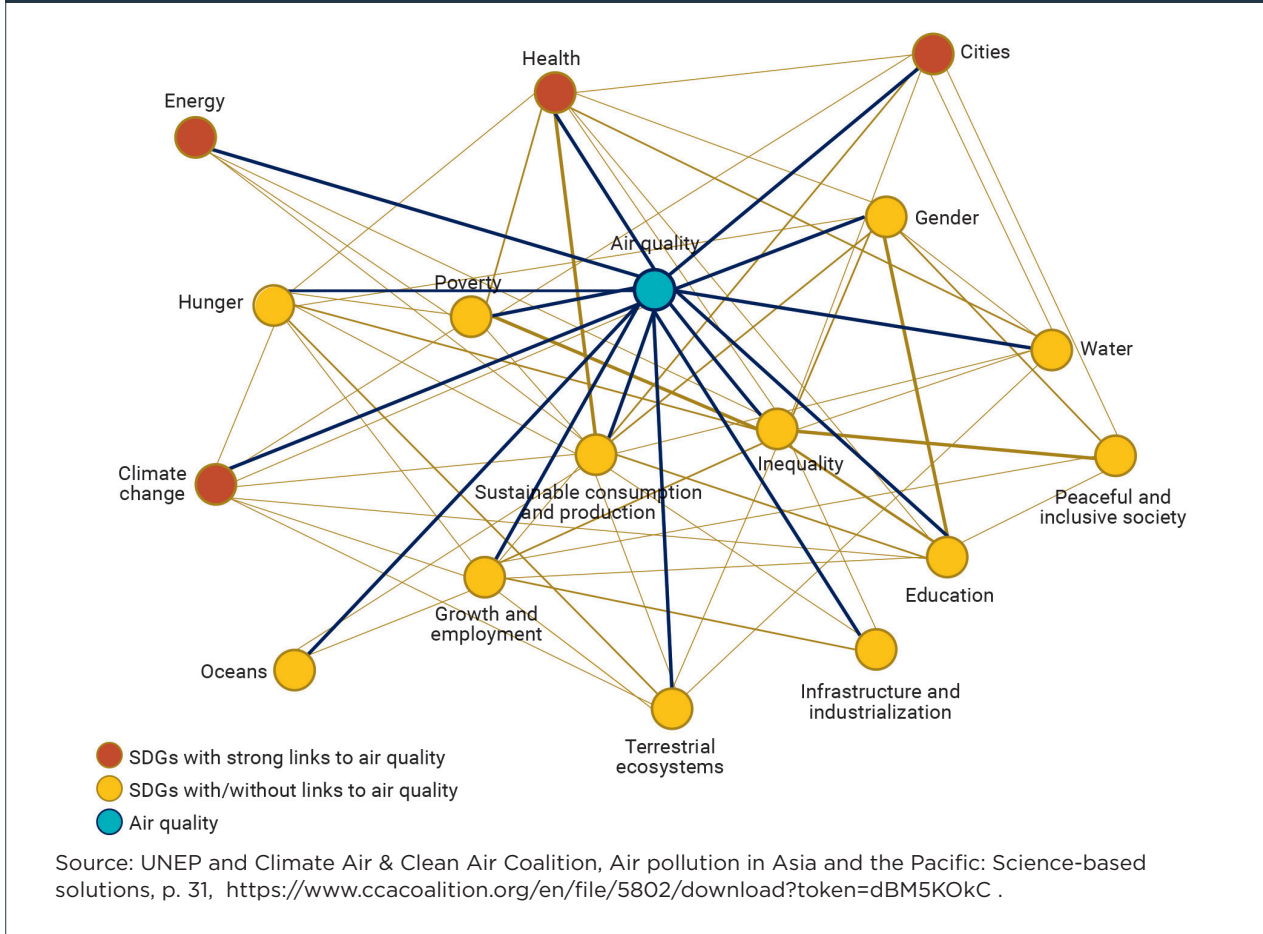 Cities
Health
Energy
Gender
Air quality
Poverty
Hunger
Water
Inequality
Climate
change
Sustainable consumption
and production
Peaceful and
inclusive society
Education
Growth and
employment
Oceans
Infrastructure and
industrialization
Terrestrial
ecosystems
SDGs with strong links to air quality
SDGs with/without links to air quality
Air quality
Source: UNEP and Climate Air & Clean Air Coalition, Air pollution in Asia and the Pacific: Science-based
solutions, p. 31, https://www.ccacoalition.org/en/file/5802/download?token=dBM5KOkC .